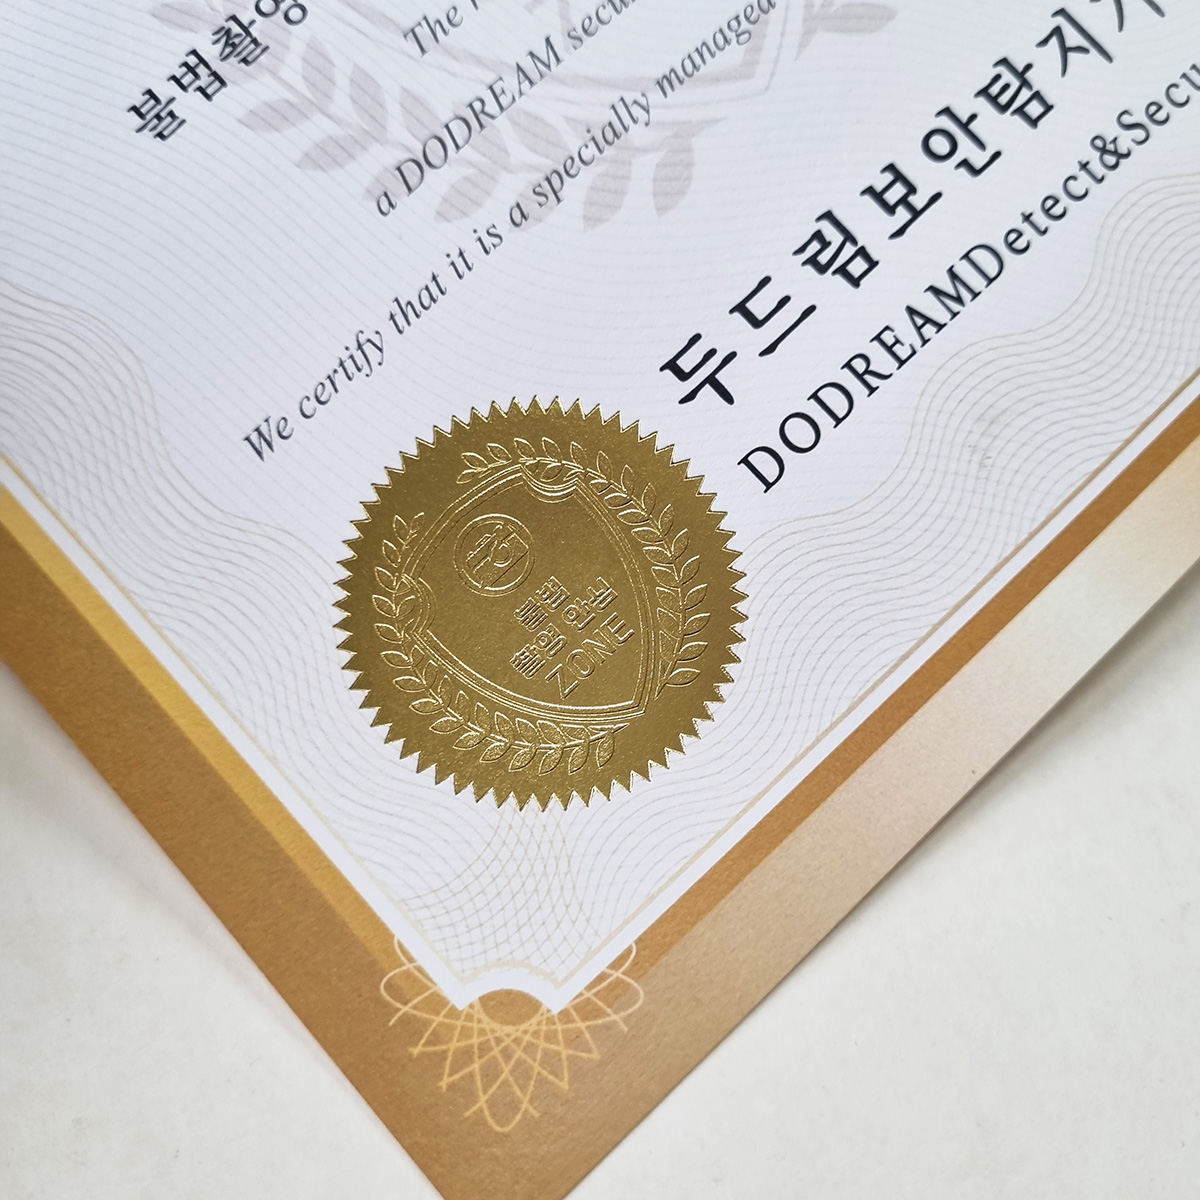 불법촬영
The
a DODREAM secu
We certify that it is a specially managed
두드림보안탐지기
DODREAMDetect&Secu
불법
촬영 안심
ZONE